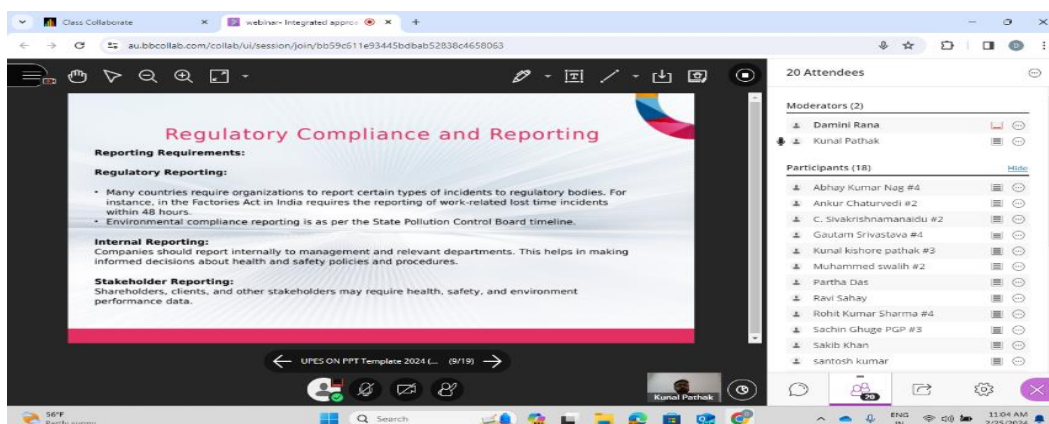 Class Collaborate
webinar- Integrated appro
au.bbcollab.com/collab/ui/session/join/bb59c611e93445bdbab52838c4658063
20 Attendees
Regulatory Compliance and Reporting
Reporting Requirements:
Regulatory Reporting:
• Many countries require organizations to report certain types of incidents to regulatory bodies. For
instance, in the Factories Act in India requires the reporting of work-related lost time incidents
within 48 hours.
• Environmental compliance reporting is as per the State Pollution Control Board timeline.
Internal Reporting:
Companies should report internally to management and relevant departments. This helps in making
informed decisions about health and safety policies and procedures.
Stakeholder Reporting:
Shareholders, clients, and other stakeholders may require health, safety, and environment
performance data.
UPES ON PPT Template 2024 (... (9/19)
Kunal Pathak
Moderators (2)
Damini Rana
Kunal Pathak
Participants (18)
Hide
Abhay Kumar Nag #4
Ankur Chaturvedi #2
C. Sivakrishnamanaidu #2
Gautam Srivastava #4
Kunal kishore pathak #3
Muhammed swalih #2
Partha Das
Ravi Sahay
Rohit Kumar Sharma #4
Sachin Ghuge PGP #3
Sakib Khan
santosh kumar
20
56°F
Partly sunny
Search
ENG
IN
11:04 AM
2/25/2024